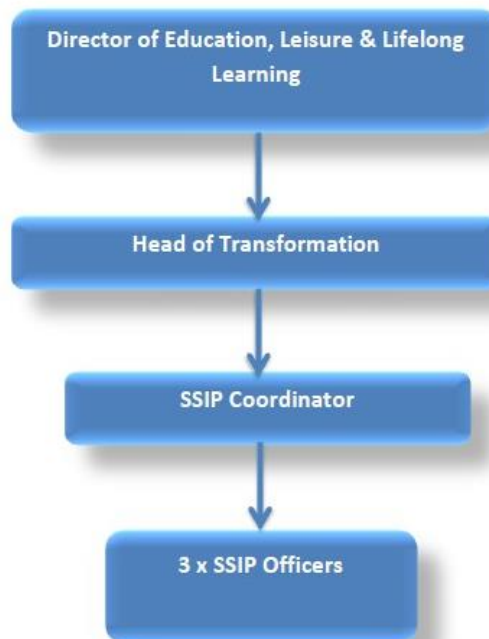 Director of Education, Leisure & Lifelong
Learning
Head of Transformation
SSIP Coordinator
3 x SSIP Officers